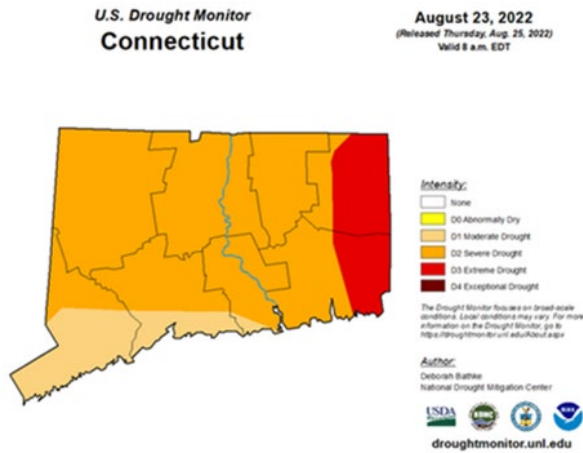 U.S. Drought Monitor
Connecticut
August 23, 2022
(Released Thursday, Aug. 25, 2022)
Valid 8 a.m. EDT
Intensity:
None
D0 Abnormally Dry
D1 Moderate Drought
D2 Severe Drought
D3 Extreme Drought
D4 Exceptional Drought
The Drought Monitor focuses on broad-scale
conditions. Local conditions may vary. For more
information on the Drought Monitor, go to
https://droughtmonitor.unl.edu/About.aspx
Author:
Deborah Bathke
National Drought Mitigation Center
USDA
NDMC
droughtmonitor.unl.edu